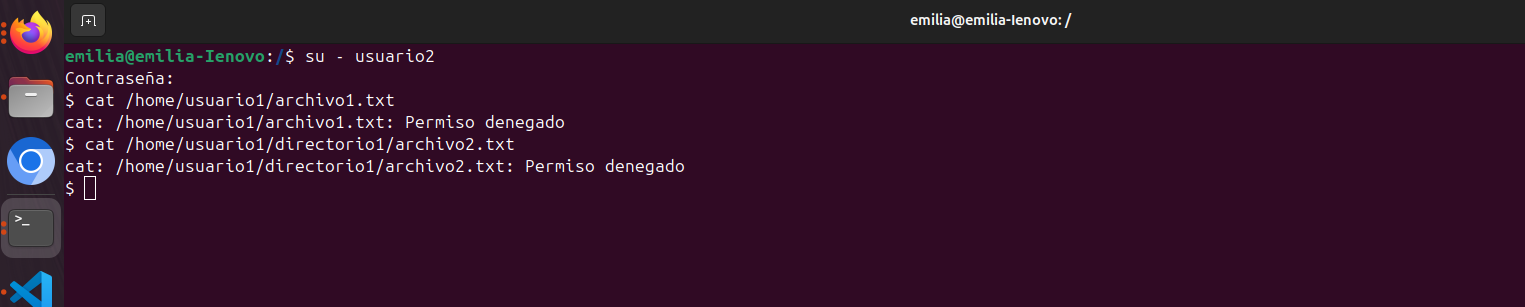 emilia@emilia-Ienovo: /
emilia@emilia-Ienovo:/$ su - usuario2
Contraseña:
$ cat /home/usuario1/archivo1.txt
cat: /home/usuario1/archivo1.txt: Permiso denegado
$ cat /home/usuario1/directorio1/archivo2.txt
cat: /home/usuario1/directorio1/archivo2.txt: Permiso denegado
$
>_